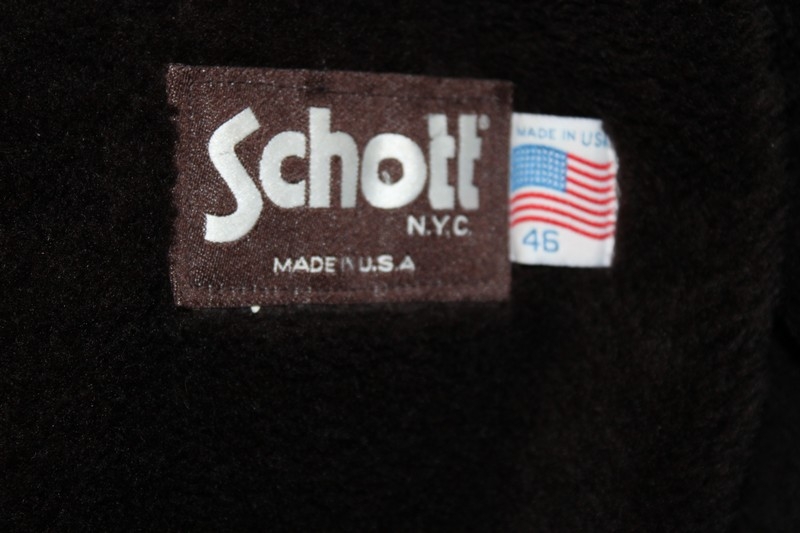 Schott®
N.Y.C.
MADE IN U.S.A
MADE IN USA
46